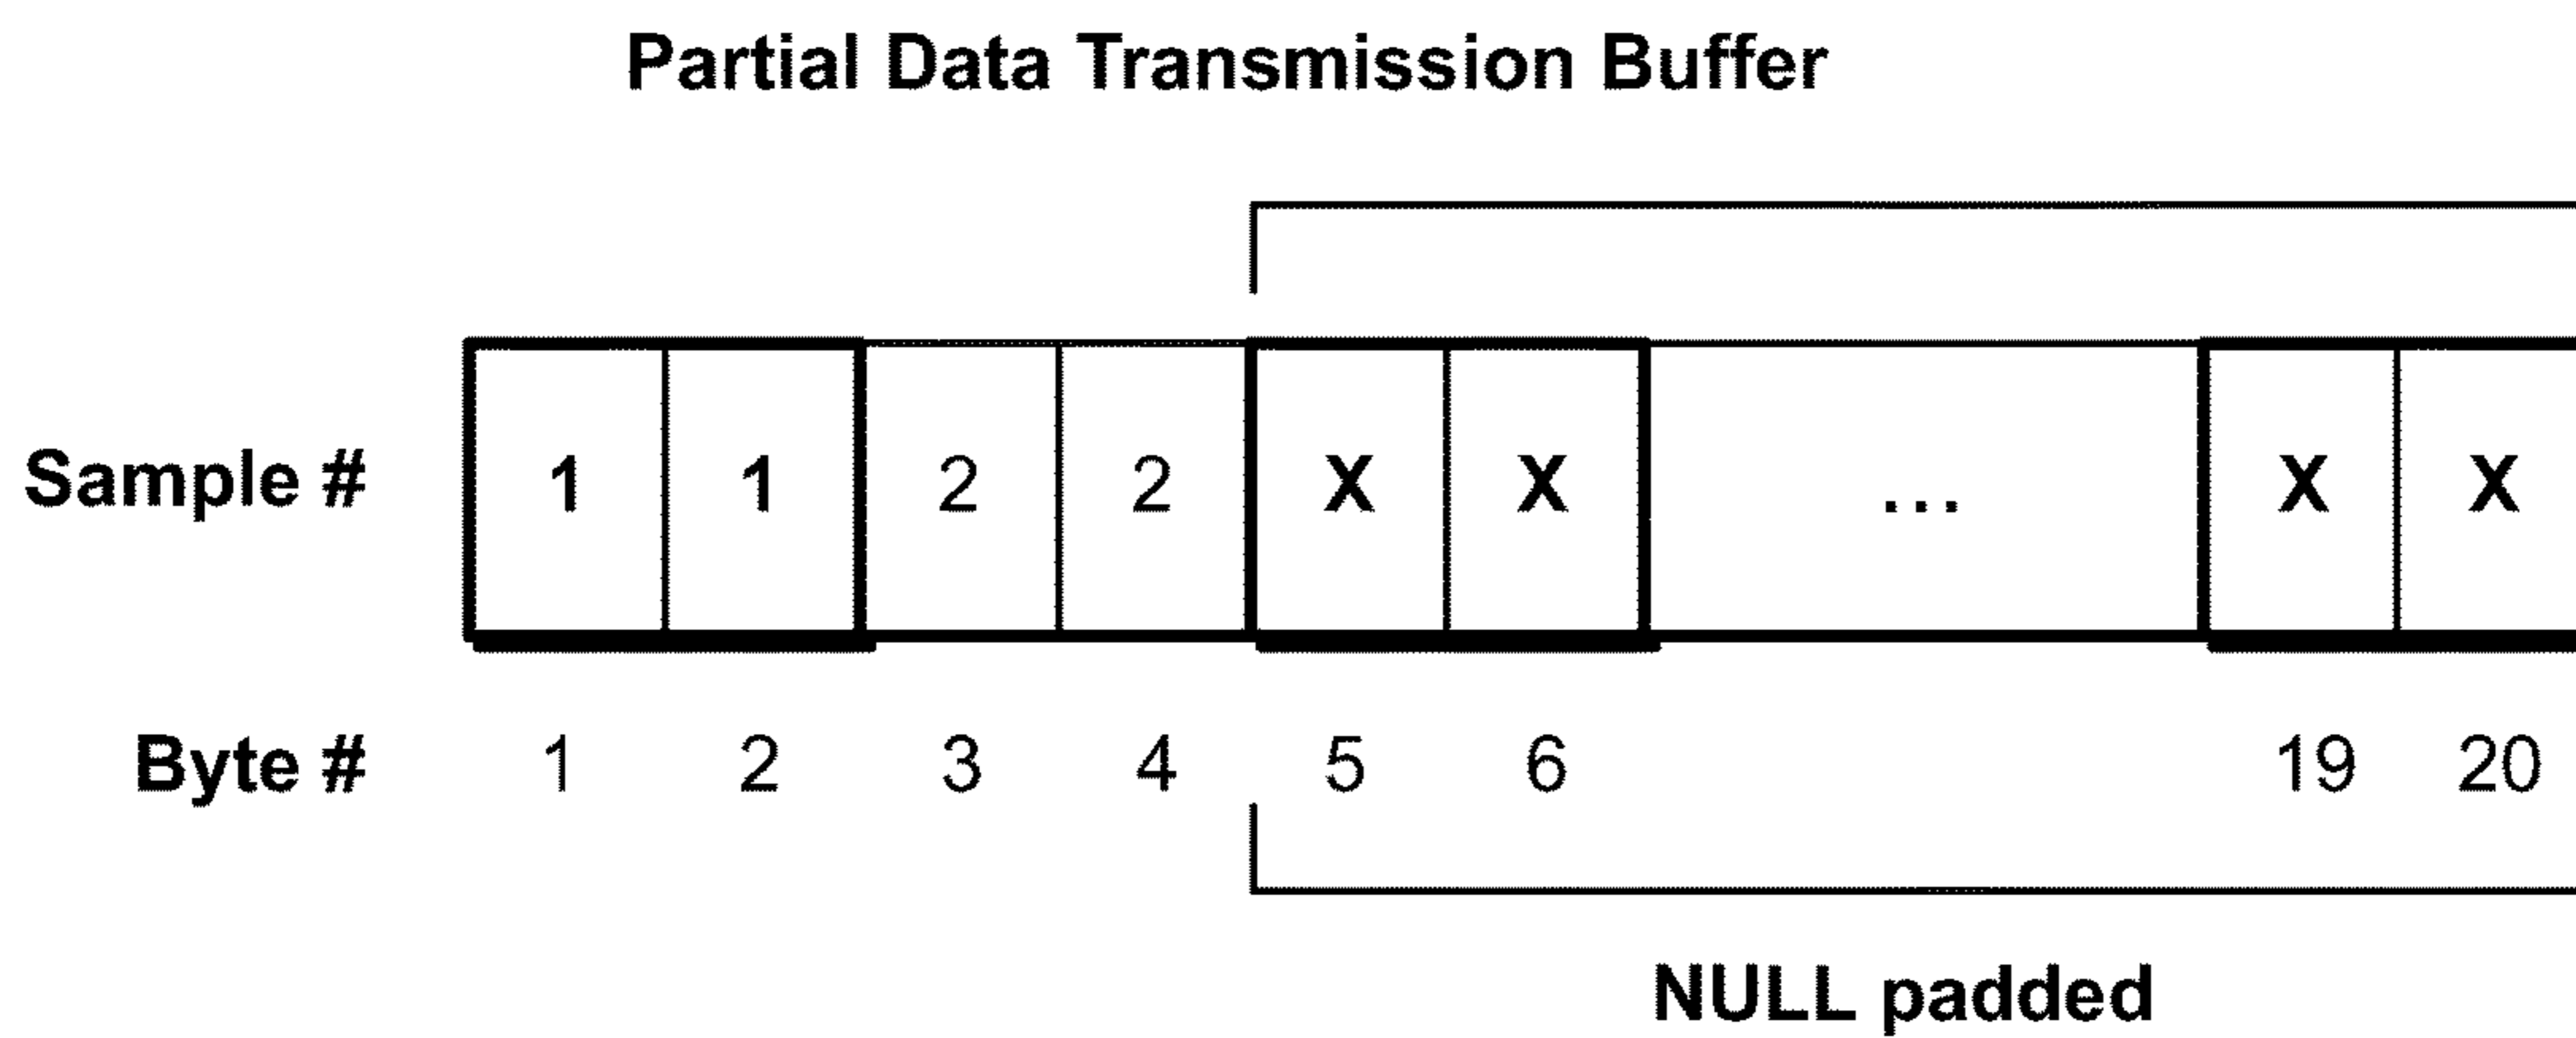 Partial Data Transmission Buffer
Sample # 1 1 2 2 X X ... X X
Byte # 1 2 3 4 5 6 19 20
NULL padded